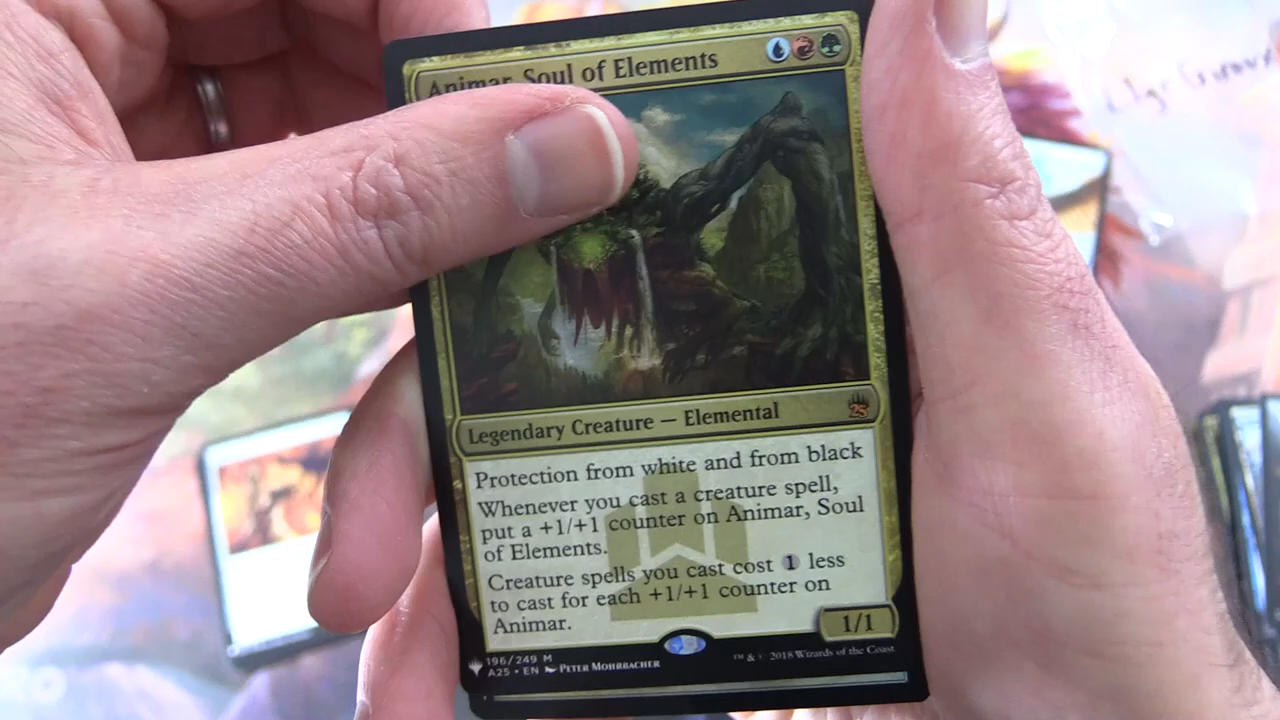 Animar, Soul of Elements
Legendary Creature — Elemental
25
Protection from white and from black
Whenever you cast a creature spell,
put a +1/+1 counter on Animar, Soul
of Elements.
Creature spells you cast cost 1 less
to cast for each +1/+1 counter on
Animar.
1/1
196/249 M
A25 • EN PETER MOHRBACHER
™ & © 2018 Wizards of the Coast